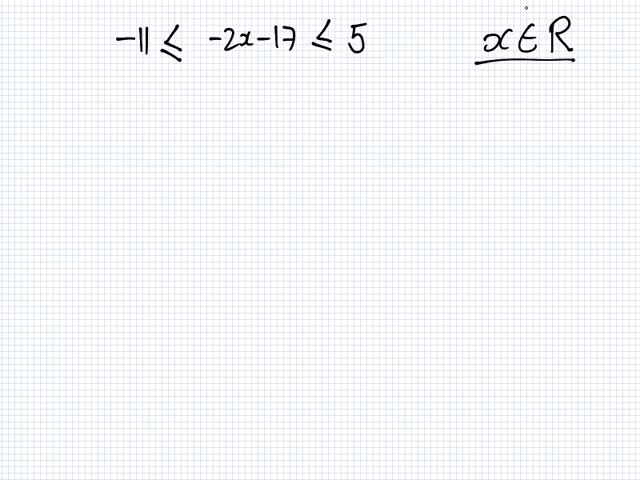 -11 ≤ -2x-17 ≤ 5 x ∈ R